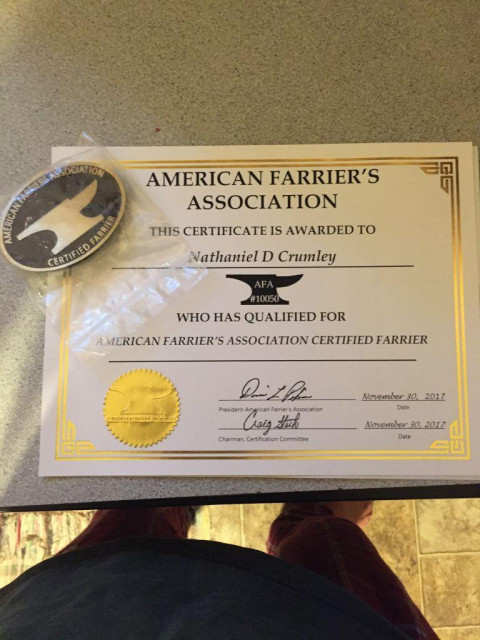 AMERICAN FARRIER'S ASSOCIATION
CERTIFIED FARRIER
AMERICAN FARRIER'S
ASSOCIATION
THIS CERTIFICATE IS AWARDED TO
Nathaniel D Crumley
AFA
#10050
WHO HAS QUALIFIED FOR
AMERICAN FARRIER'S ASSOCIATION CERTIFIED FARRIER
November 30, 2017
President-American Farrier's Association
Date
Craig
November 30, 2017
Chairman, Certification Committee
Date